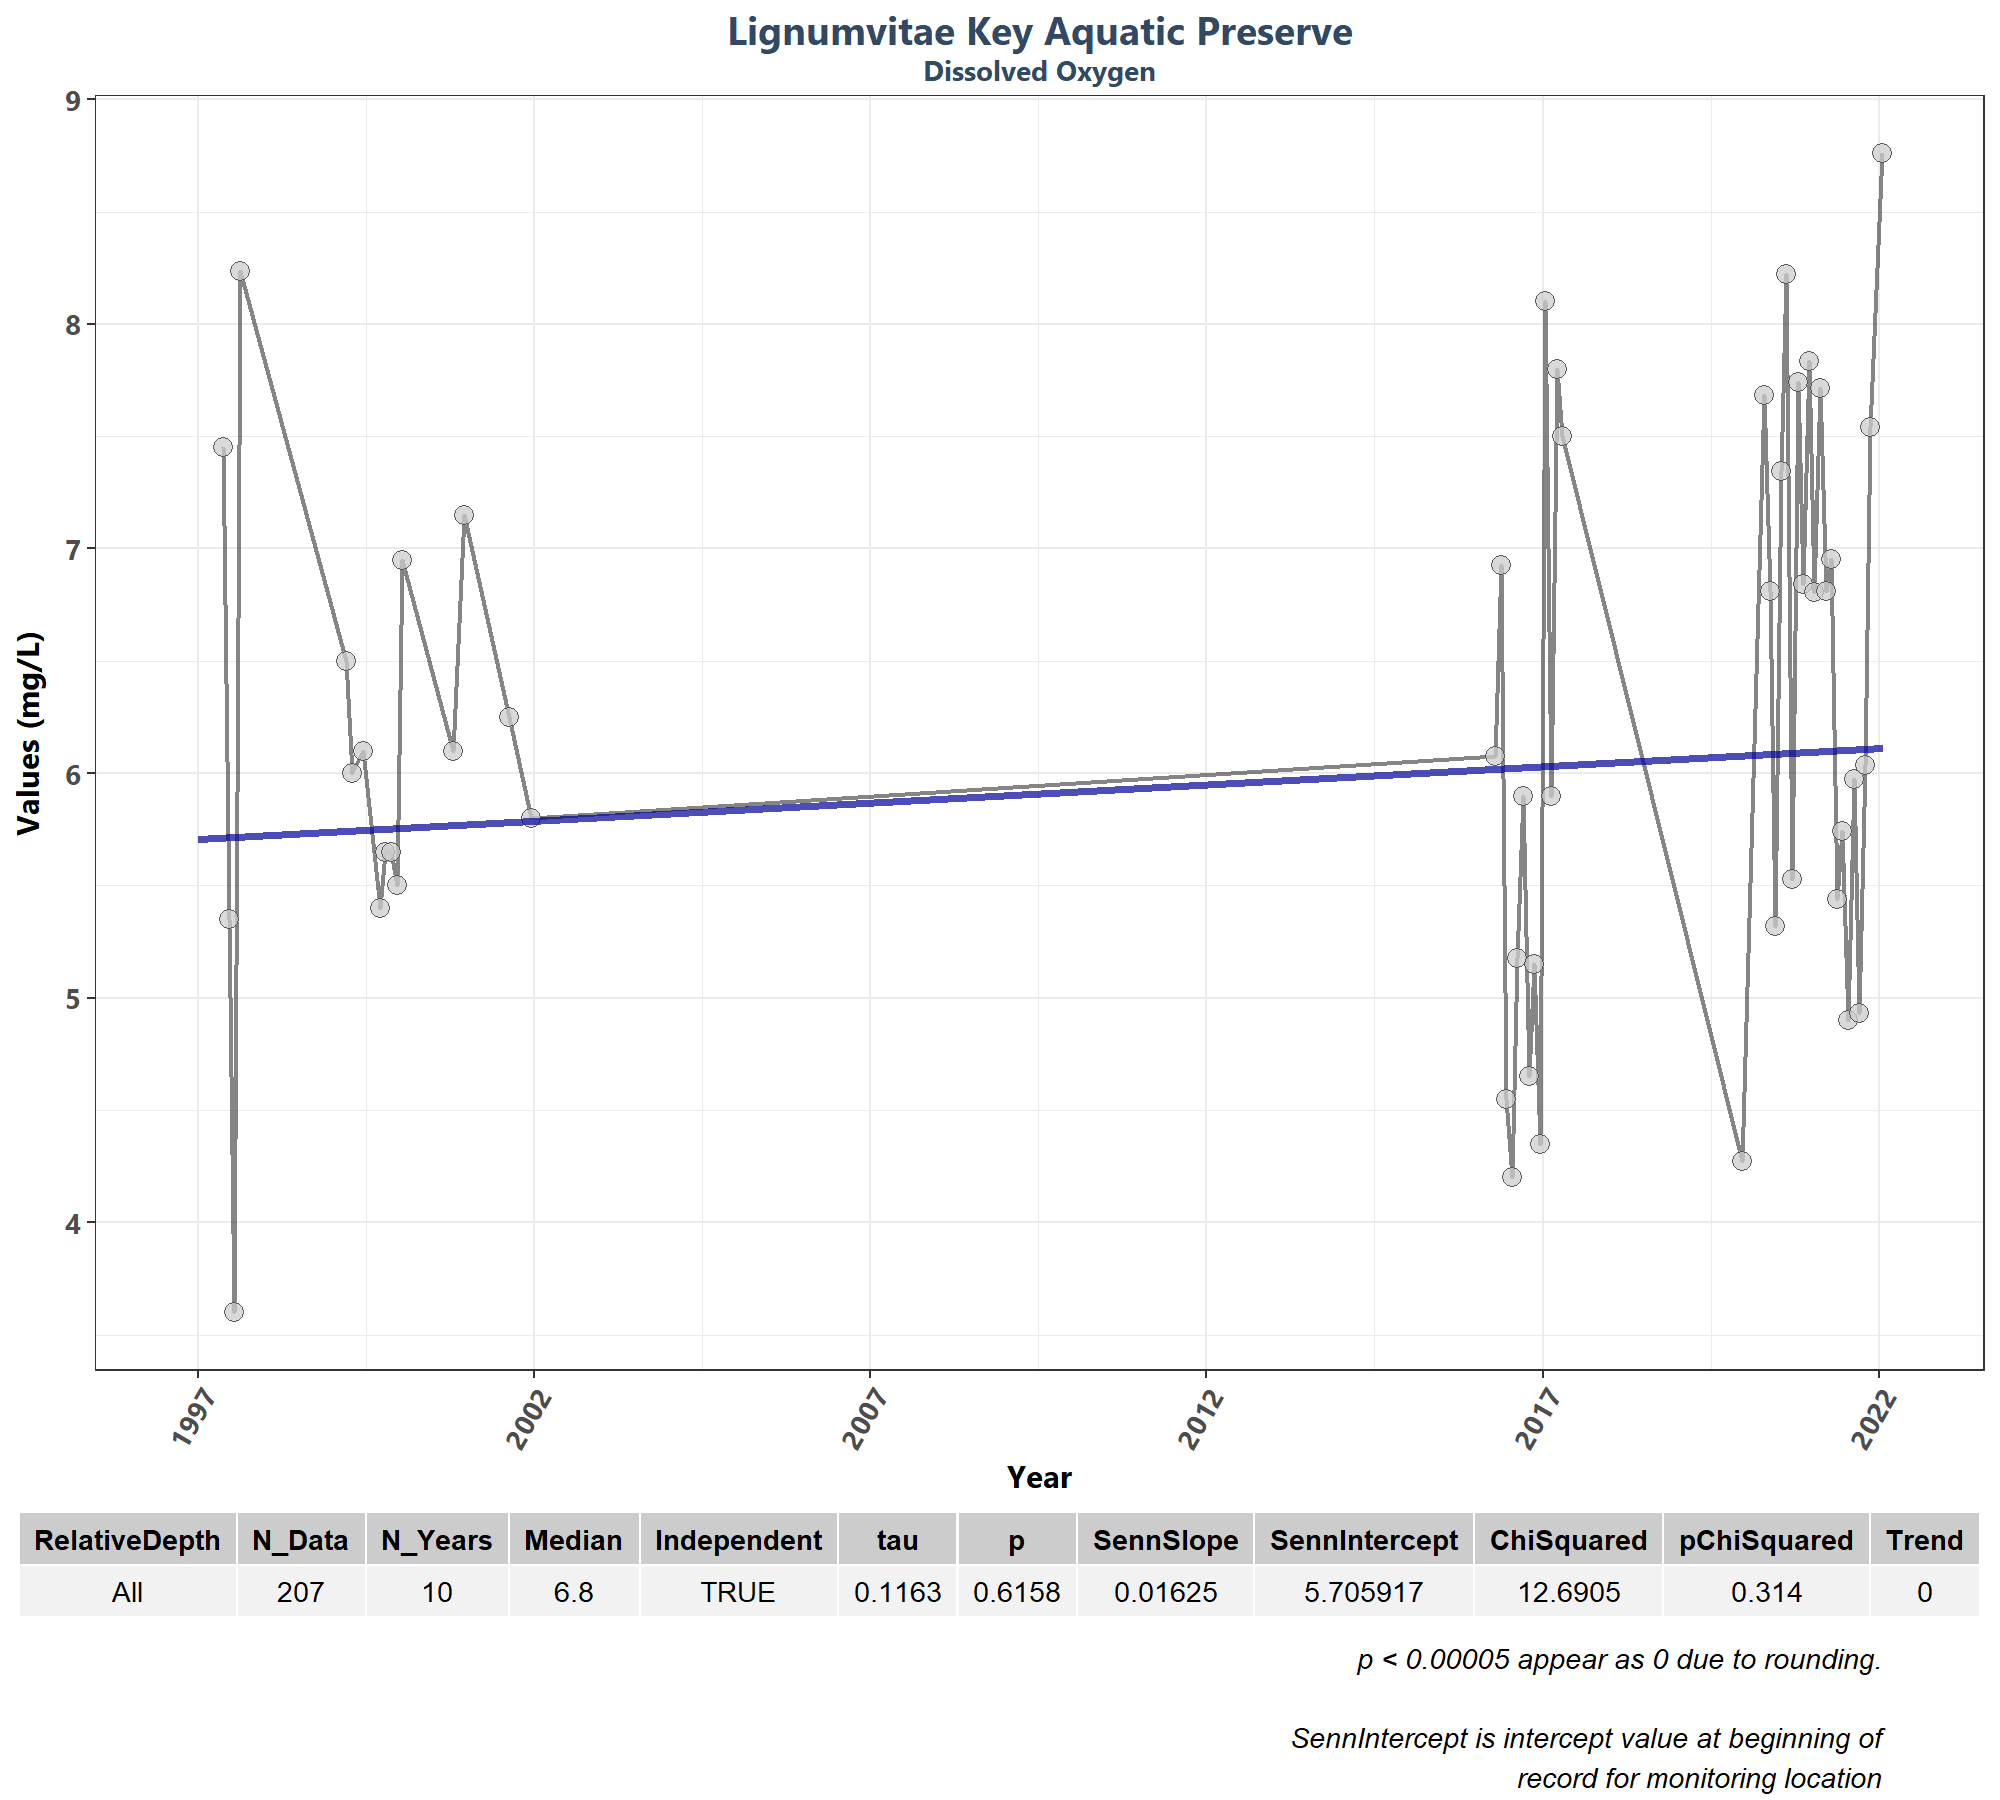 Lignumvitae Key Aquatic Preserve
Dissolved Oxygen
Values (mg/L)
9
8
7
6
5
4
1997 2002 2007 2012 2017 2022
Year
RelativeDepth N_Data N_Years Median Independent tau p SennSlope SennIntercept ChiSquared pChiSquared Trend
All 207 10 6.8 TRUE 0.1163 0.6158 0.01625 5.705917 12.6905 0.314 0
p < 0.00005 appear as 0 due to rounding.
SennIntercept is intercept value at beginning of
record for monitoring location